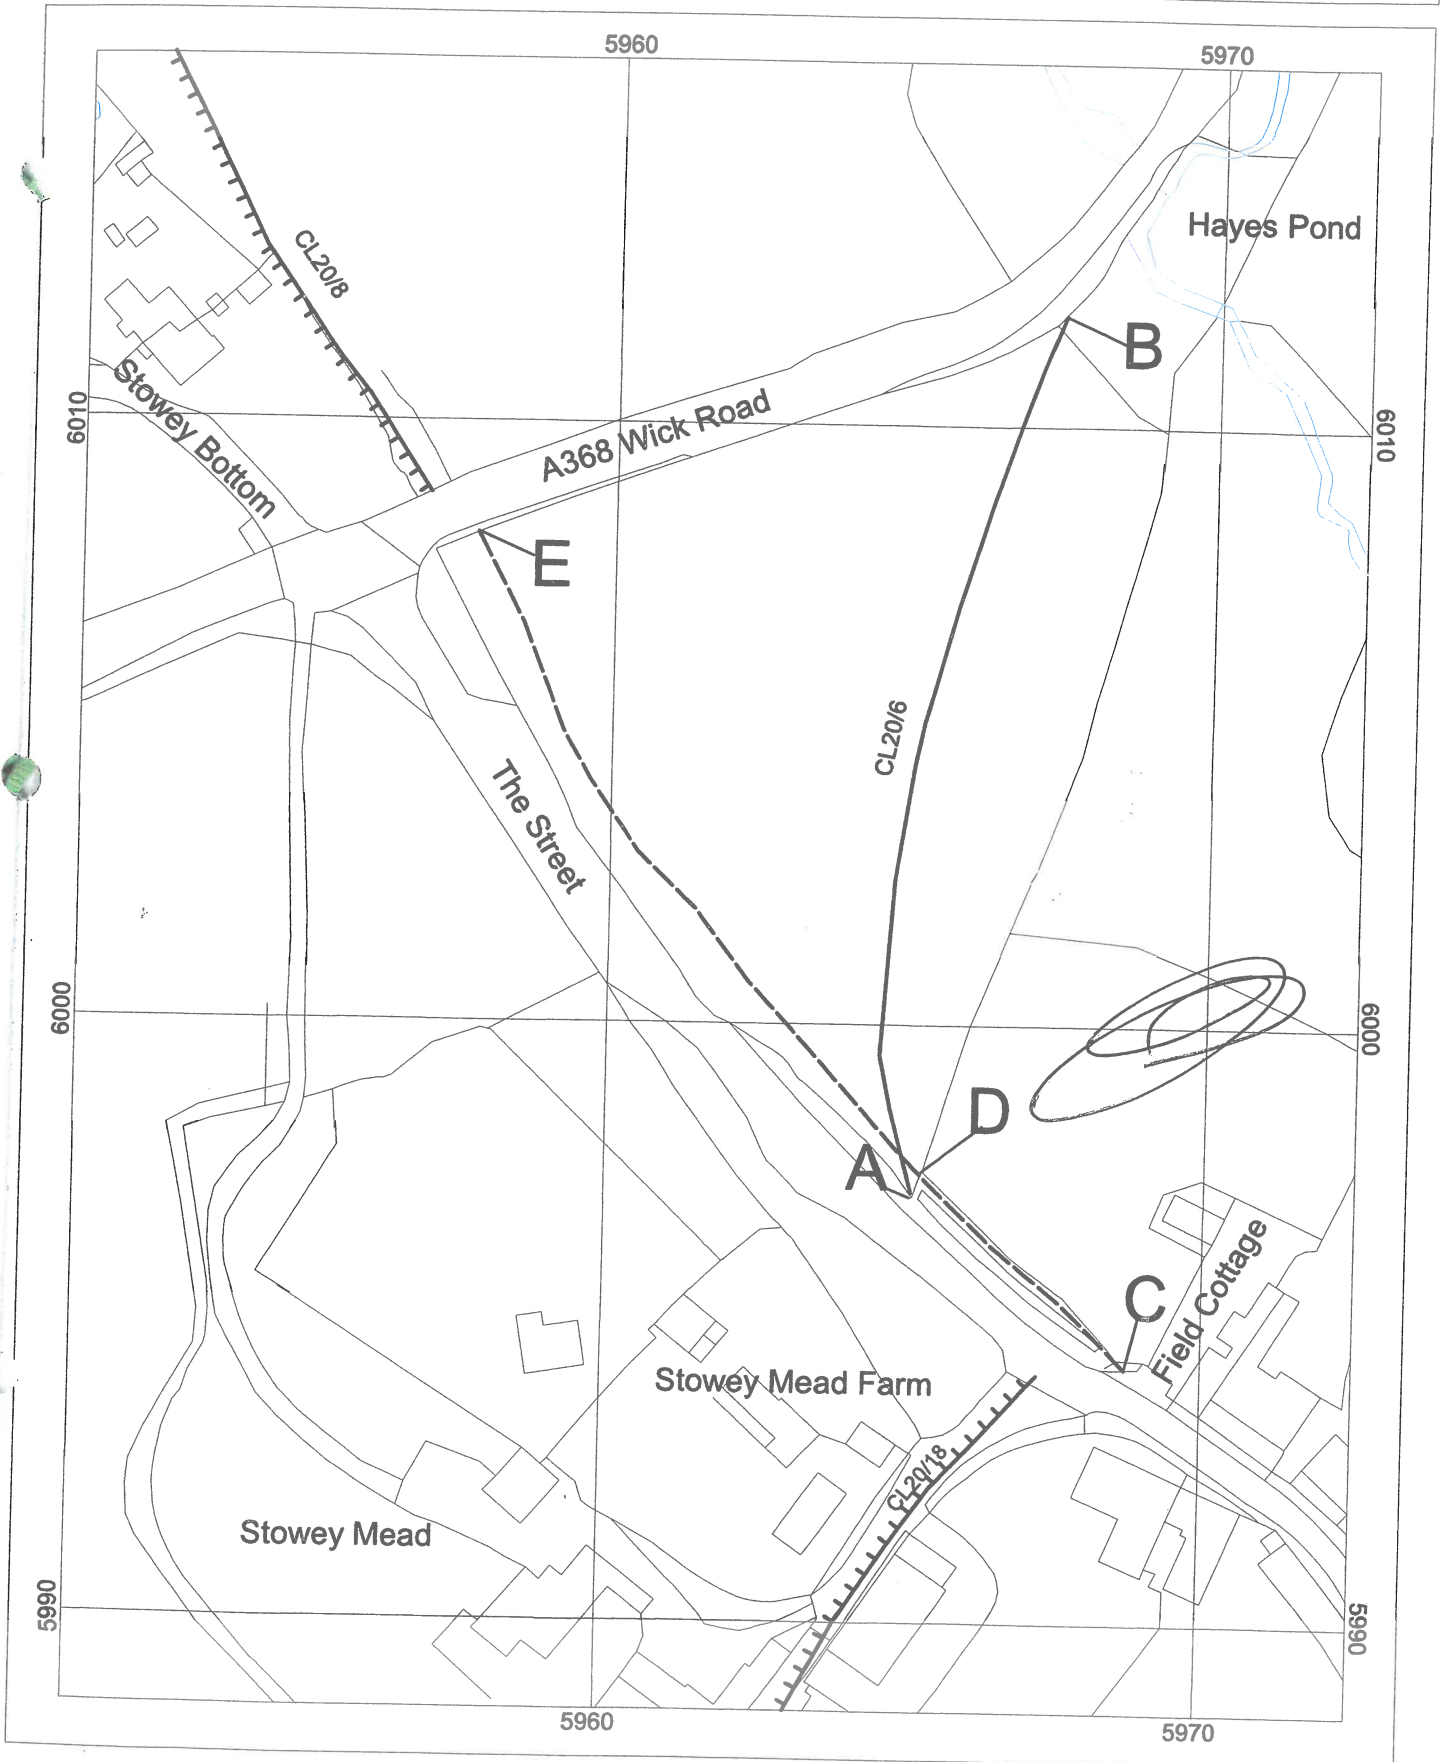 5960
5970
Hayes Pond
CL20/8
B
Stowey Bottom
6010
A368 Wick Road
6010
E
CL20/6
The Street
6000
6000
D
A
C
Field Cottage
Stowey Mead Farm
CL20/18
Stowey Mead
5990
5990
5960
5970